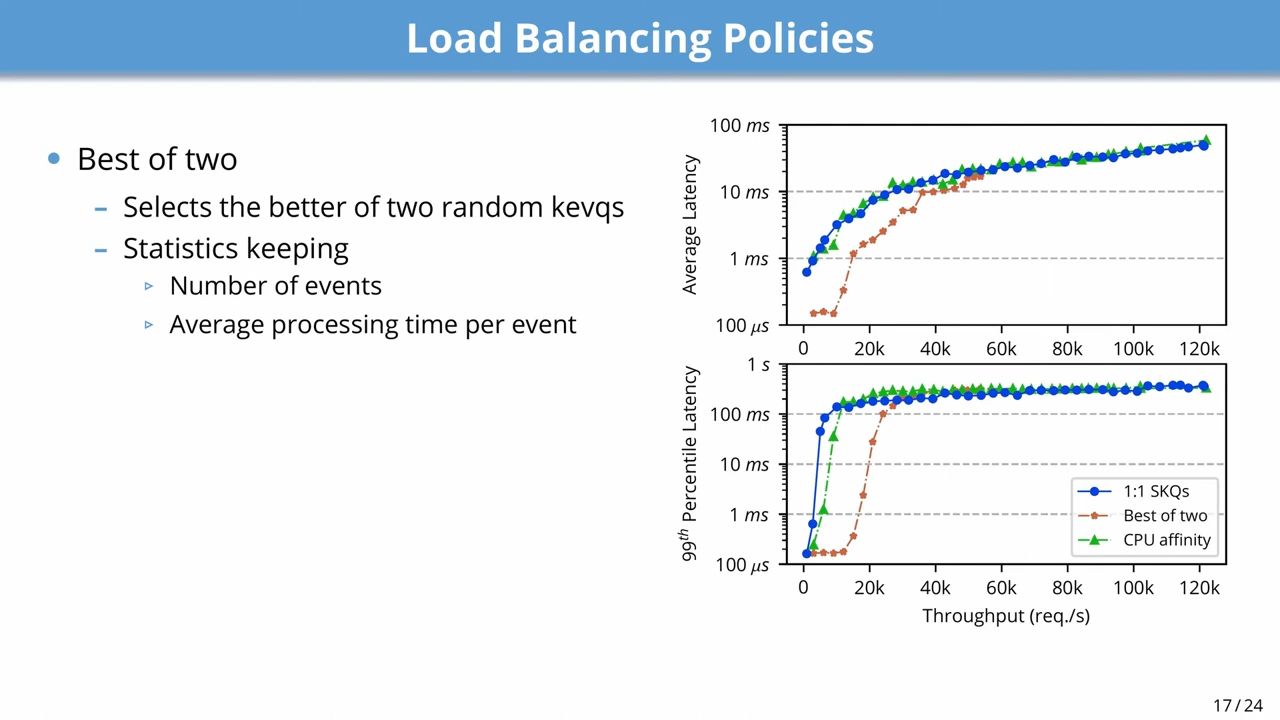 Load Balancing Policies
Best of two
Selects the better of two random kevqs
Statistics keeping
Number of events
Average processing time per event
Average Latency
100 ms
10 ms
1 ms
100 μs
0 20k 40k 60k 80k 100k 120k
99th Percentile Latency
1 s
100 ms
10 ms
1 ms
100 μs
1:1 SKQs
Best of two
CPU affinity
0 20k 40k 60k 80k 100k 120k
Throughput (req./s)
17 / 24